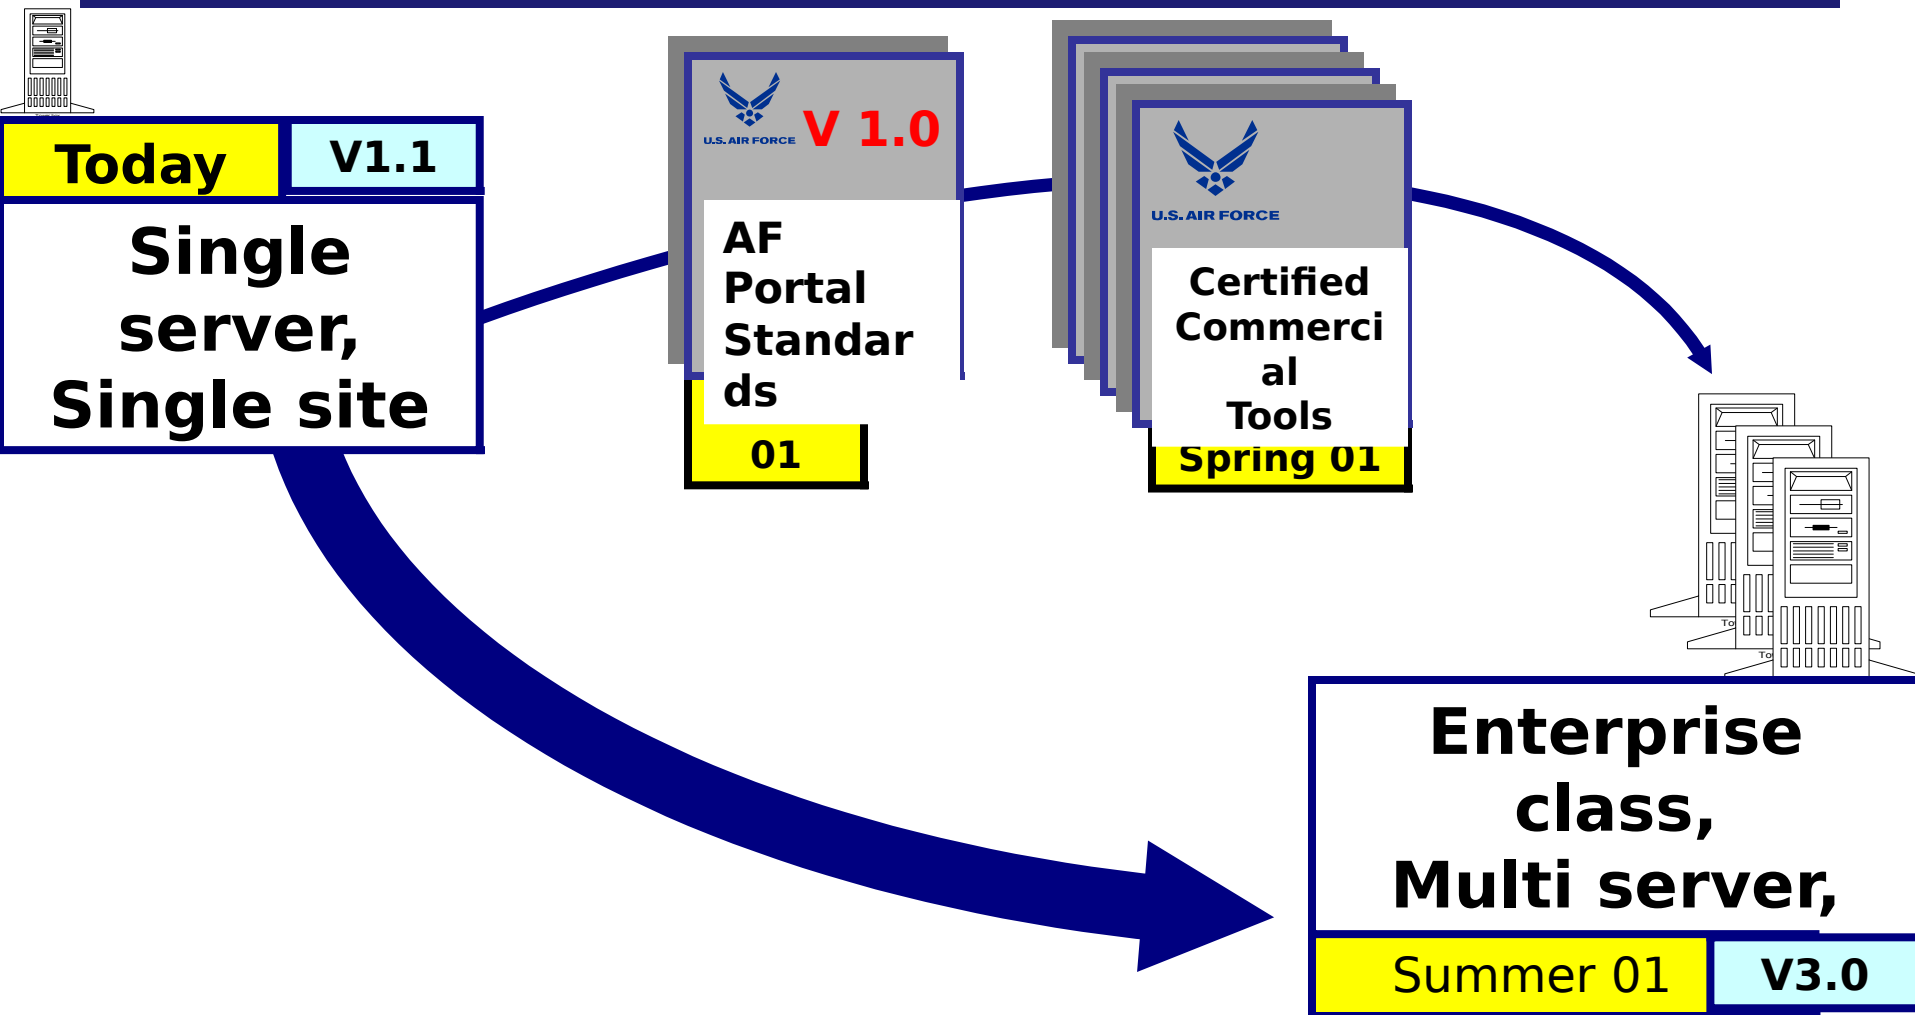 Today
V1.1
Single
server,
Single site
U.S. AIR FORCE
V 1.0
AF
Portal
Standar
ds
01
U.S. AIR FORCE
Certified
Commerci
al
Tools
Spring 01
Enterprise
class,
Multi server,
Summer 01
V3.0